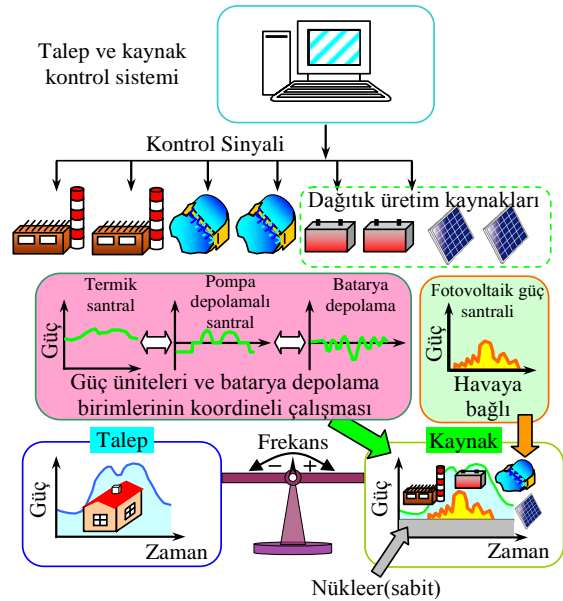 Talep ve kaynak
kontrol sistemi
Kontrol Sinyali
Dağıtık üretim kaynakları
Termik
santral
Pompa
depolamalı
santral
Batarya
depolama
Güç
Güç üniteleri ve batarya depolama
birimlerinin koordineli çalışması
Fotovoltaik güç
santrali
Güç
Havaya
bağlı
Talep
Güç
Zaman
Frekans
− +
Kaynak
Güç
Zaman
Nükleer(sabit)